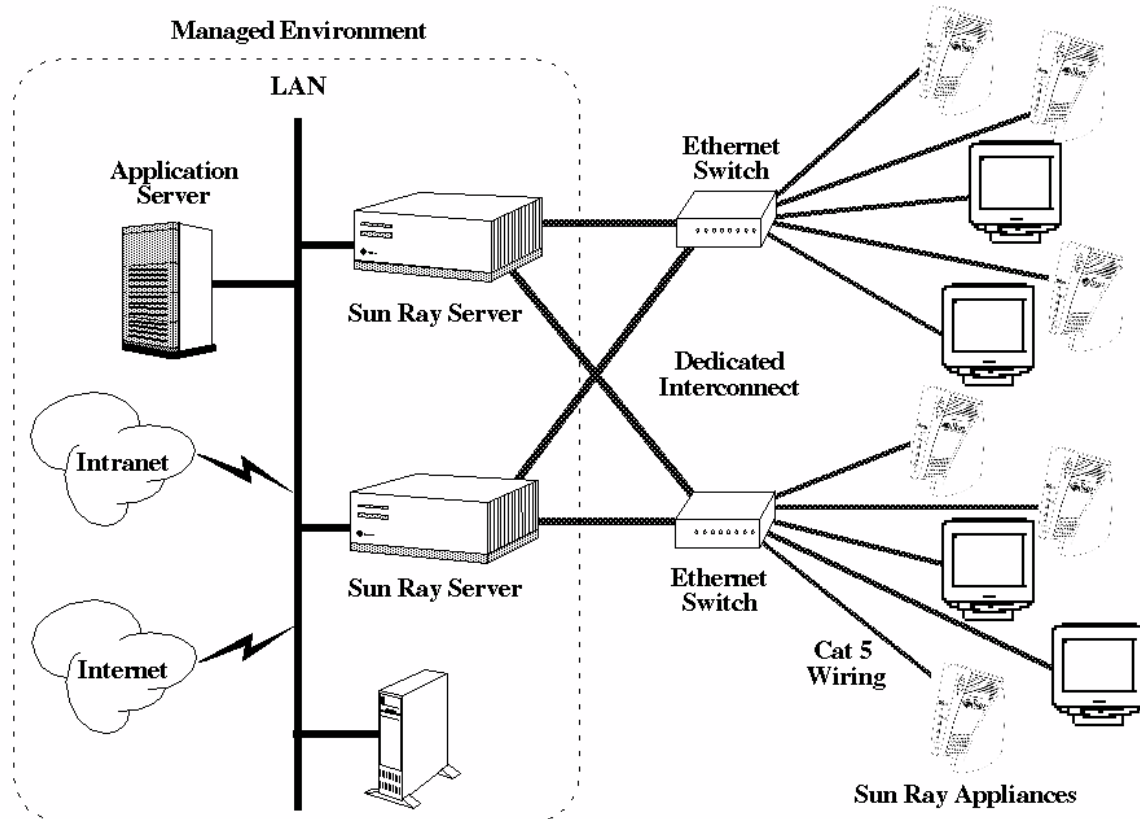 Managed Environment
LAN
Application
Server
Ethernet
Switch
Sun Ray Server
Dedicated
Interconnect
Intranet
Sun Ray Server
Ethernet
Switch
Internet
Cat 5
Wiring
Sun Ray Appliances